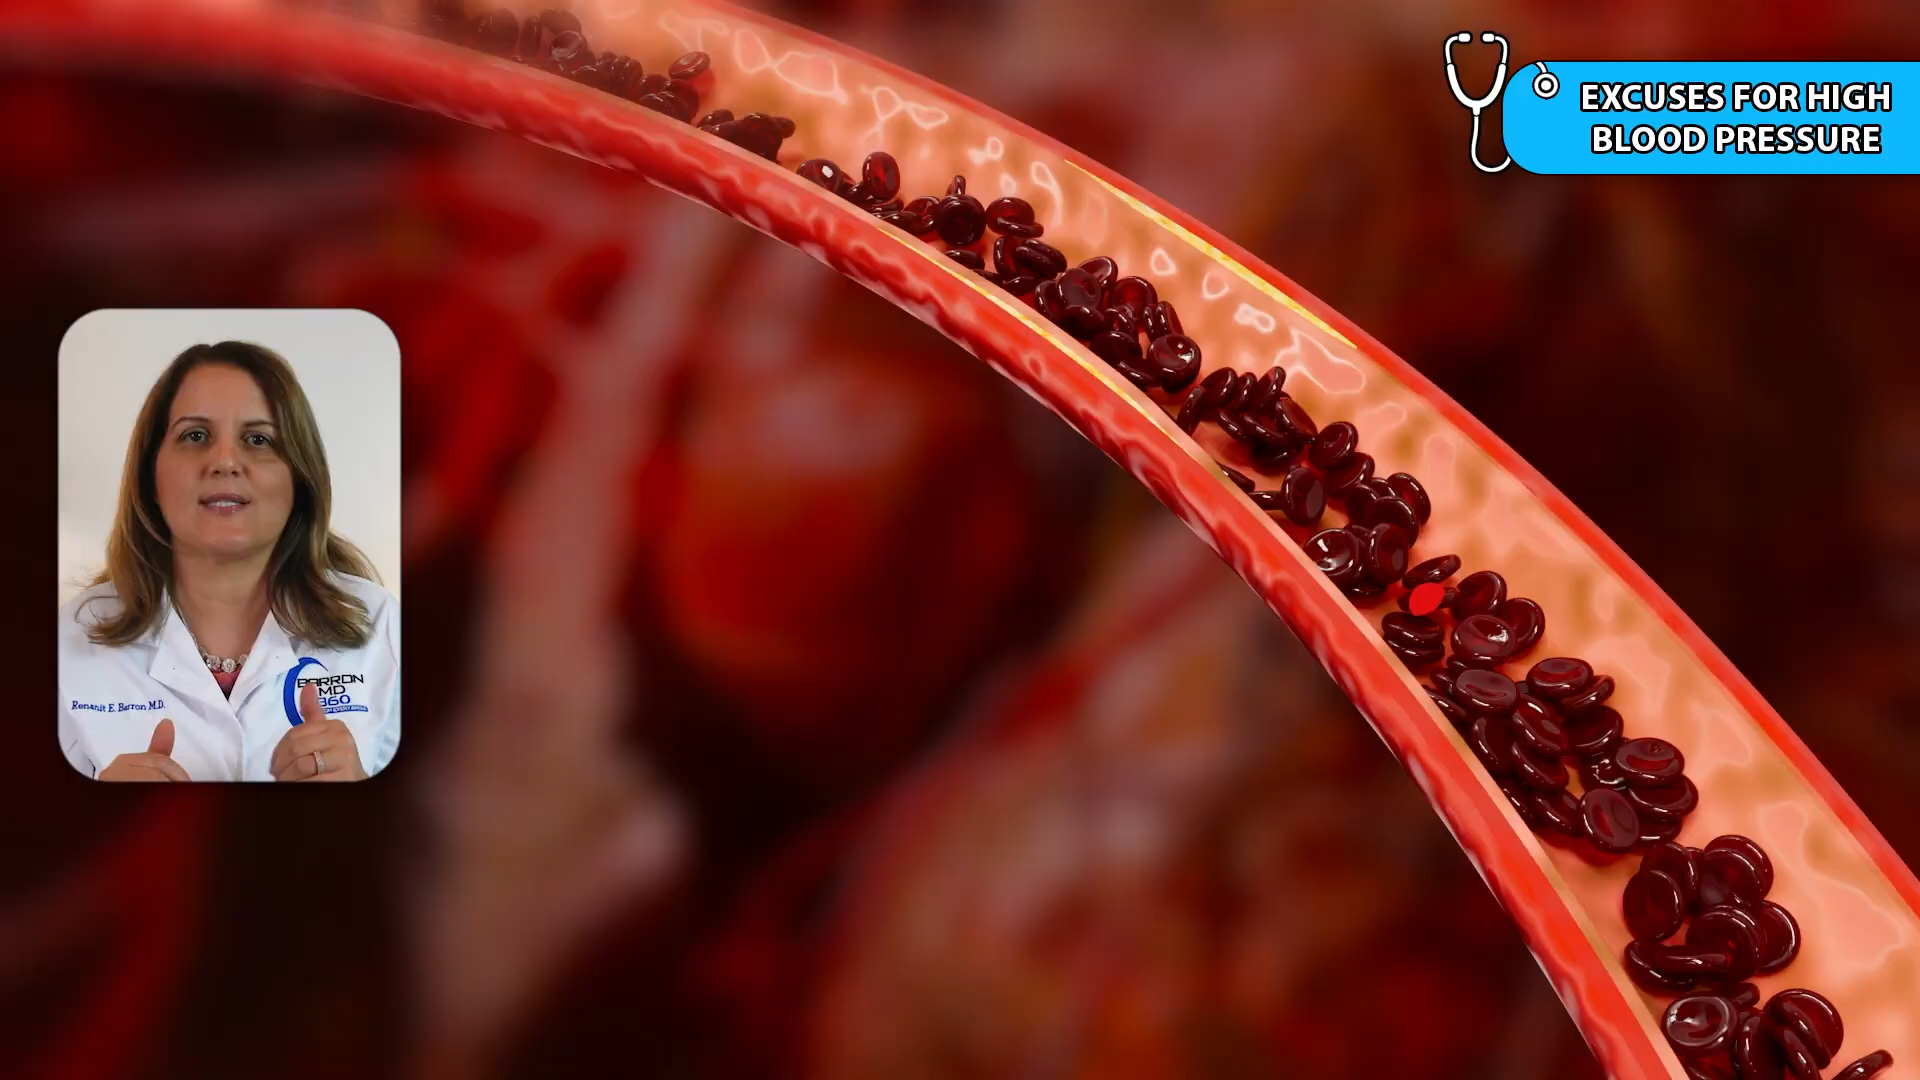 EXCUSES FOR HIGH
BLOOD PRESSURE
BARRON
MD
360
Renanit E. Barron M.D.